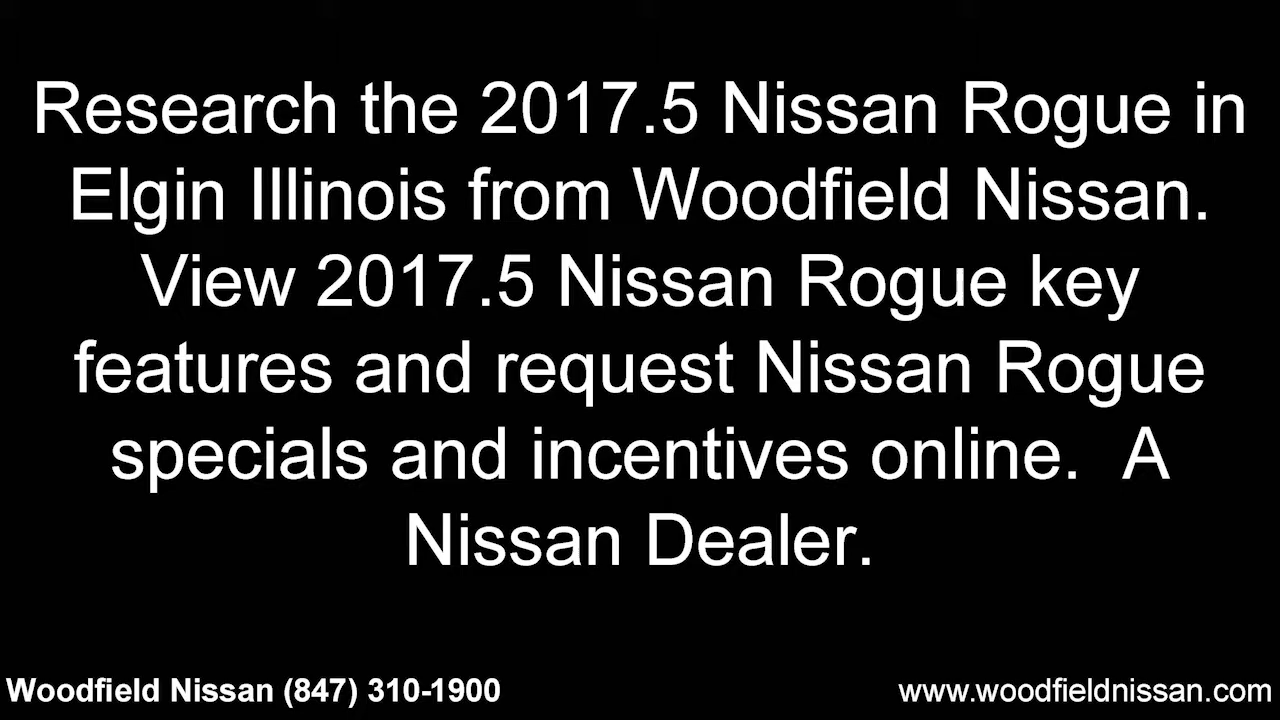 Research the 2017.5 Nissan Rogue in
Elgin Illinois from Woodfield Nissan.
View 2017.5 Nissan Rogue key
features and request Nissan Rogue
specials and incentives online.  A
Nissan Dealer.
Woodfield Nissan (847) 310-1900
www.woodfieldnissan.com